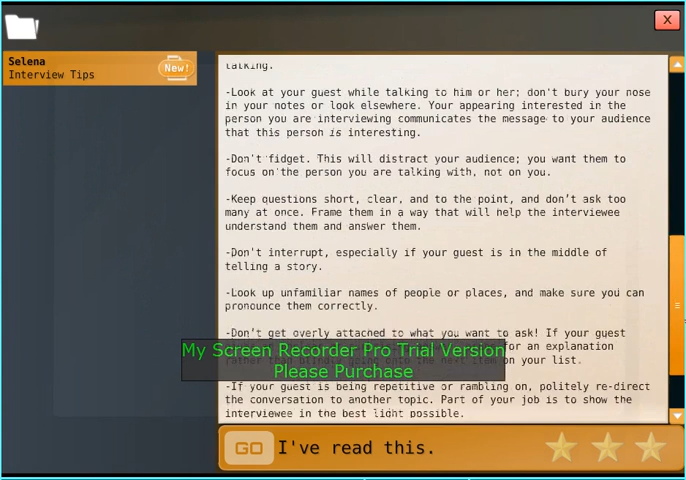 Selena
Interview Tips
New!
talking.
-Look at your guest while talking to him or her; don't bury your nose
in your notes or look elsewhere. Your appearing interested in the
person you are interviewing communicates the message to your audience
that this person is interesting.
-Don't fidget. This will distract your audience; you want them to
focus on the person you are talking with, not on you.
-Keep questions short, clear, and to the point, and don't ask too
many at once. Frame them in a way that will help the interviewee
understand them and answer them.
-Don't interrupt, especially if your guest is in the middle of
telling a story.
-Look up unfamiliar names of people or places, and make sure you can
pronounce them correctly.
-Don't get overly attached to what you want to ask! If your guest
for an explanation
on your list.
My Screen Recorder Pro Trial Version
Please Purchase
-If your guest is being repetitive or rambling on, politely re-direct
the conversation to another topic. Part of your job is to show the
interviewee in the best light possible.
GO I've read this.